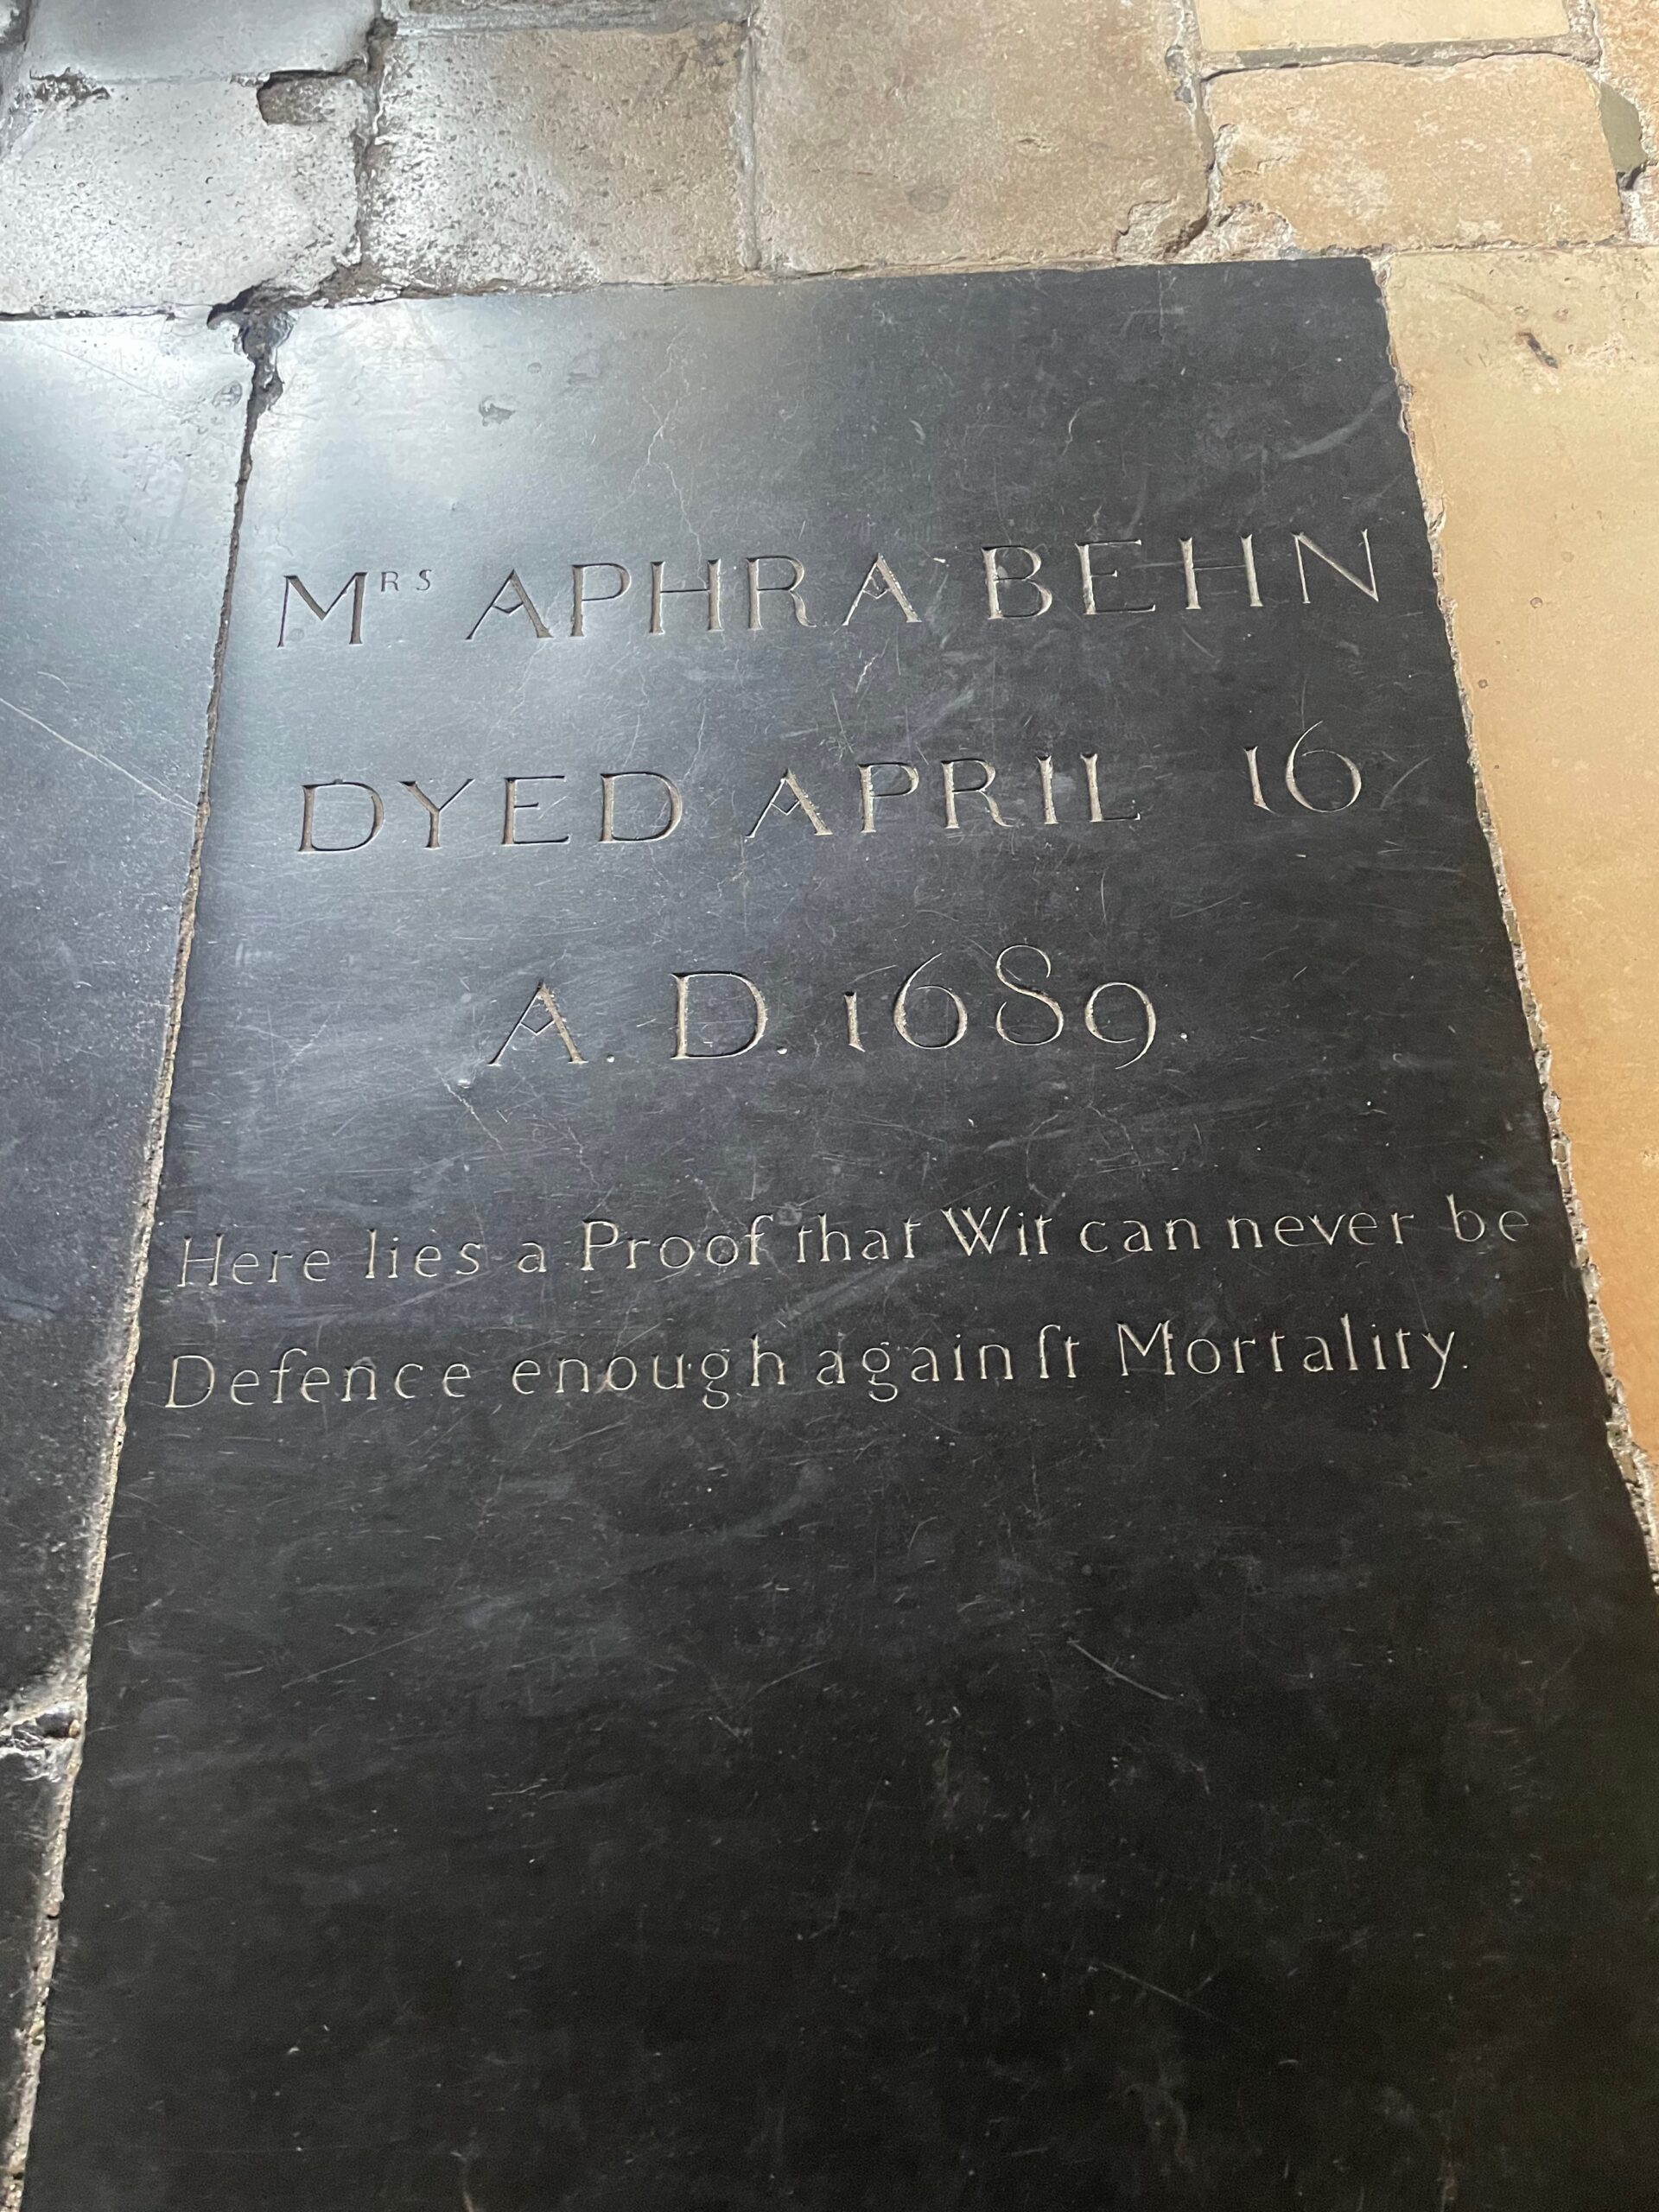 Mrs APHRA BEHN
DYED APRIL 16
A. D. 1689
Here lies a Proof that Wit can never be
Defence enough againſt Mortality.